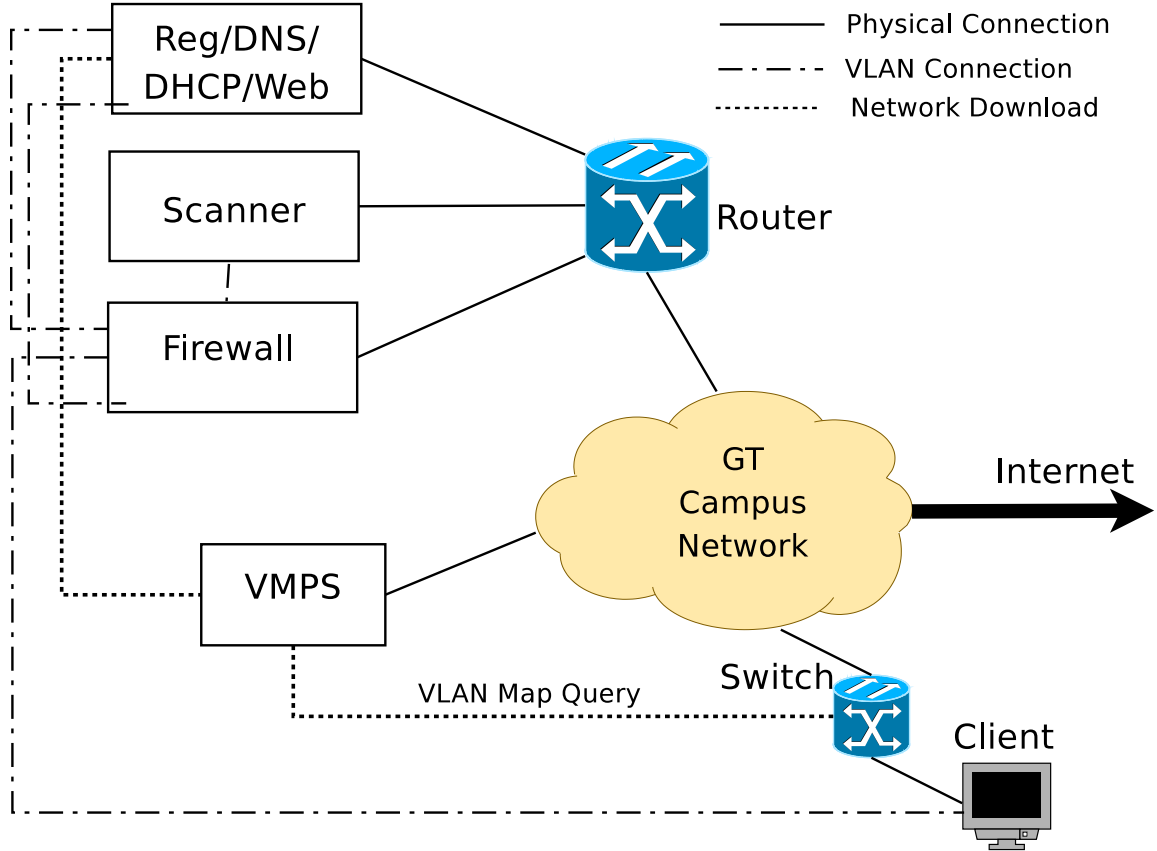 Reg/DNS/
DHCP/Web
Physical Connection
VLAN Connection
Network Download
Scanner
Router
Firewall
GT
Campus
Network
Internet
VMPS
Switch
VLAN Map Query
Client